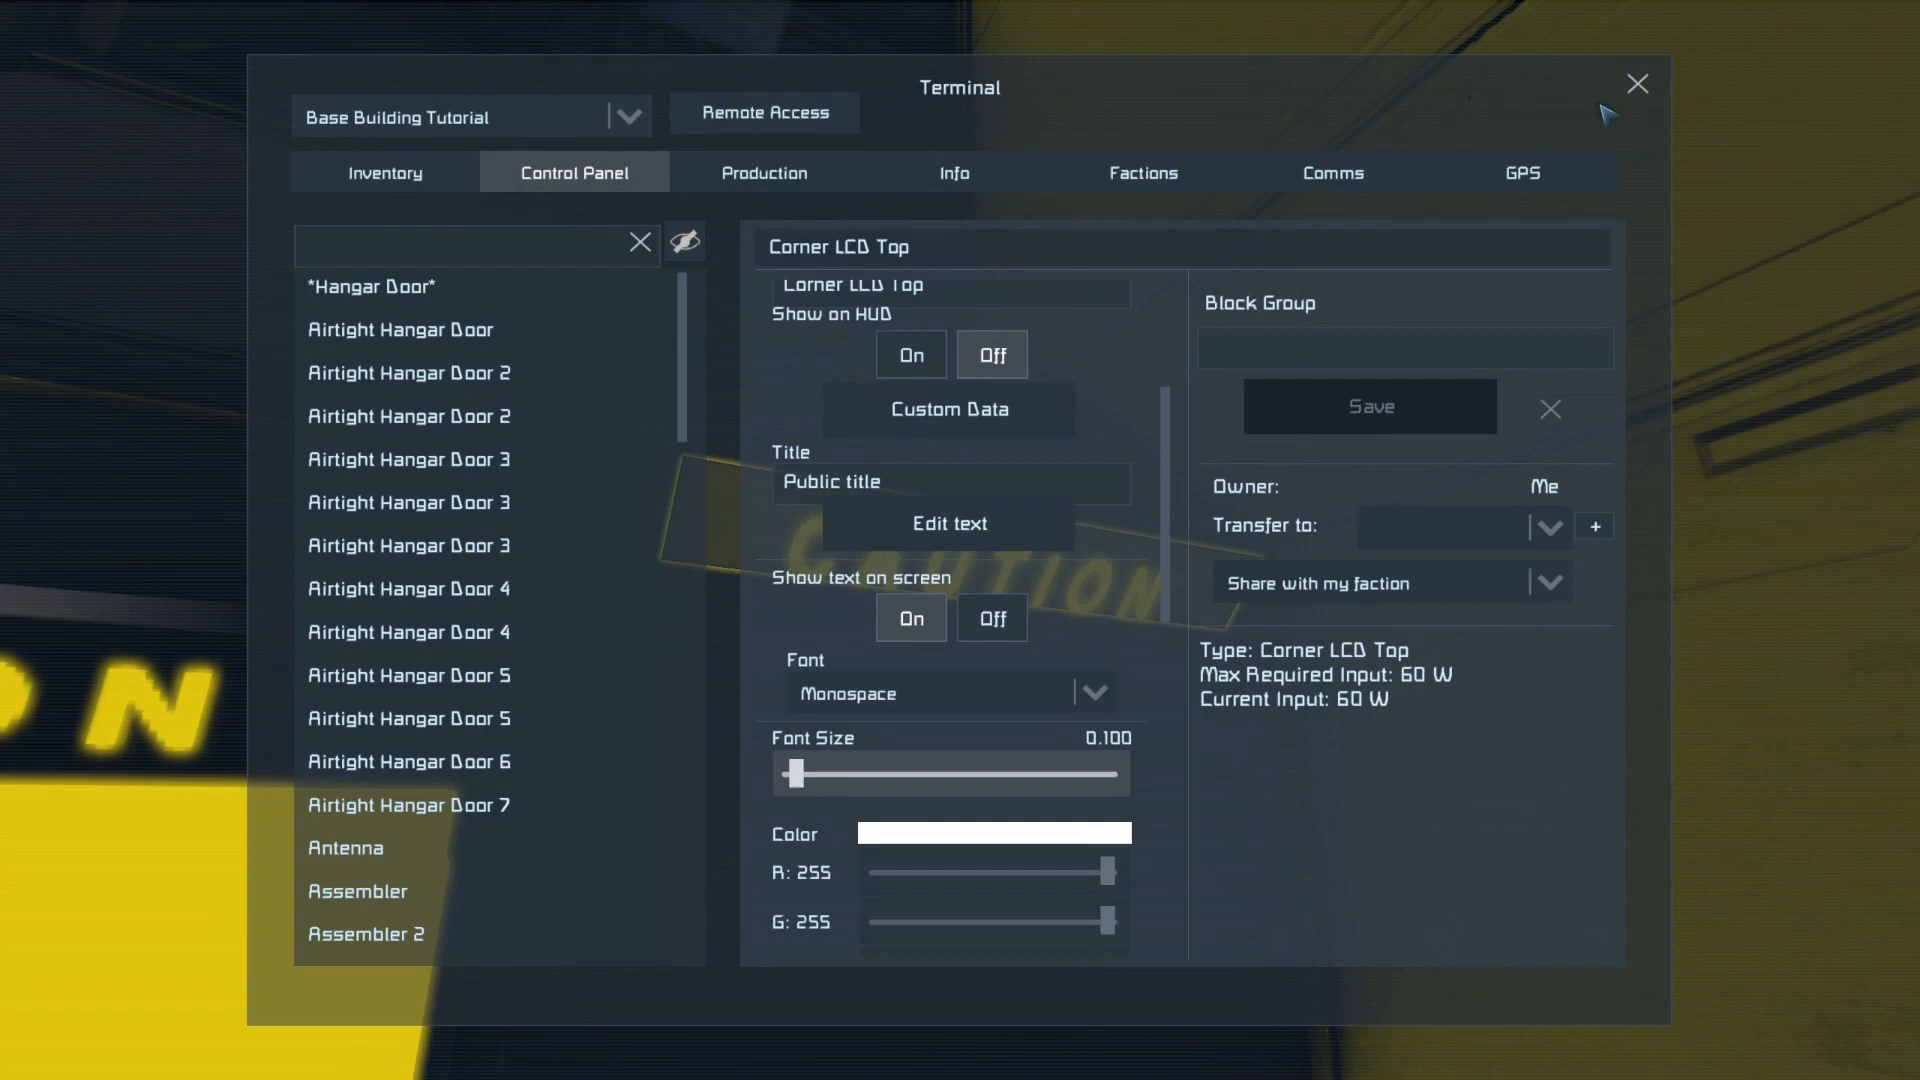 Terminal
Base Building Tutorial
Remote Access
Inventory
Control Panel
Production
Info
Factions
Comms
GPS
*Hangar Door*
Airtight Hangar Door
Airtight Hangar Door 2
Airtight Hangar Door 2
Airtight Hangar Door 3
Airtight Hangar Door 3
Airtight Hangar Door 3
Airtight Hangar Door 4
Airtight Hangar Door 4
Airtight Hangar Door 5
Airtight Hangar Door 5
Airtight Hangar Door 6
Airtight Hangar Door 7
Antenna
Assembler
Assembler 2
Corner LCD Top
Corner LCD Top
Show on HUD
On
Off
Custom Data
Title
Public title
Edit text
CAUTION
Show text on screen
On
Off
Font
Monospace
Font Size
0.100
Color
R: 255
G: 255
Block Group
Save
Owner:
Me
Transfer to:
+
Share with my faction
Type: Corner LCD Top
Max Required Input: 60 W
Current Input: 60 W
ON